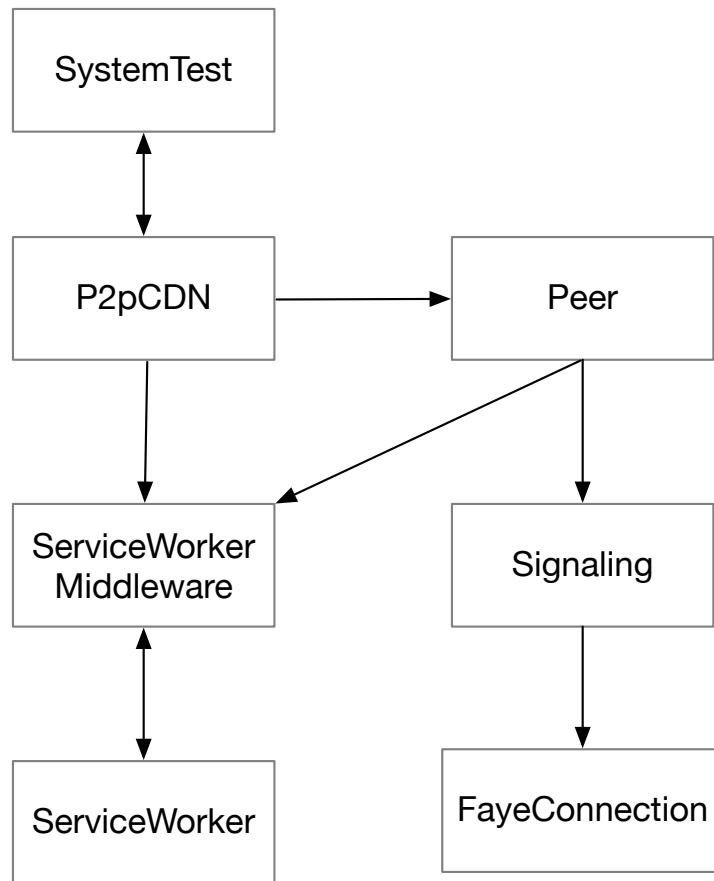 SystemTest
P2pCDN
Peer
ServiceWorker
Middleware
Signaling
ServiceWorker
FayeConnection